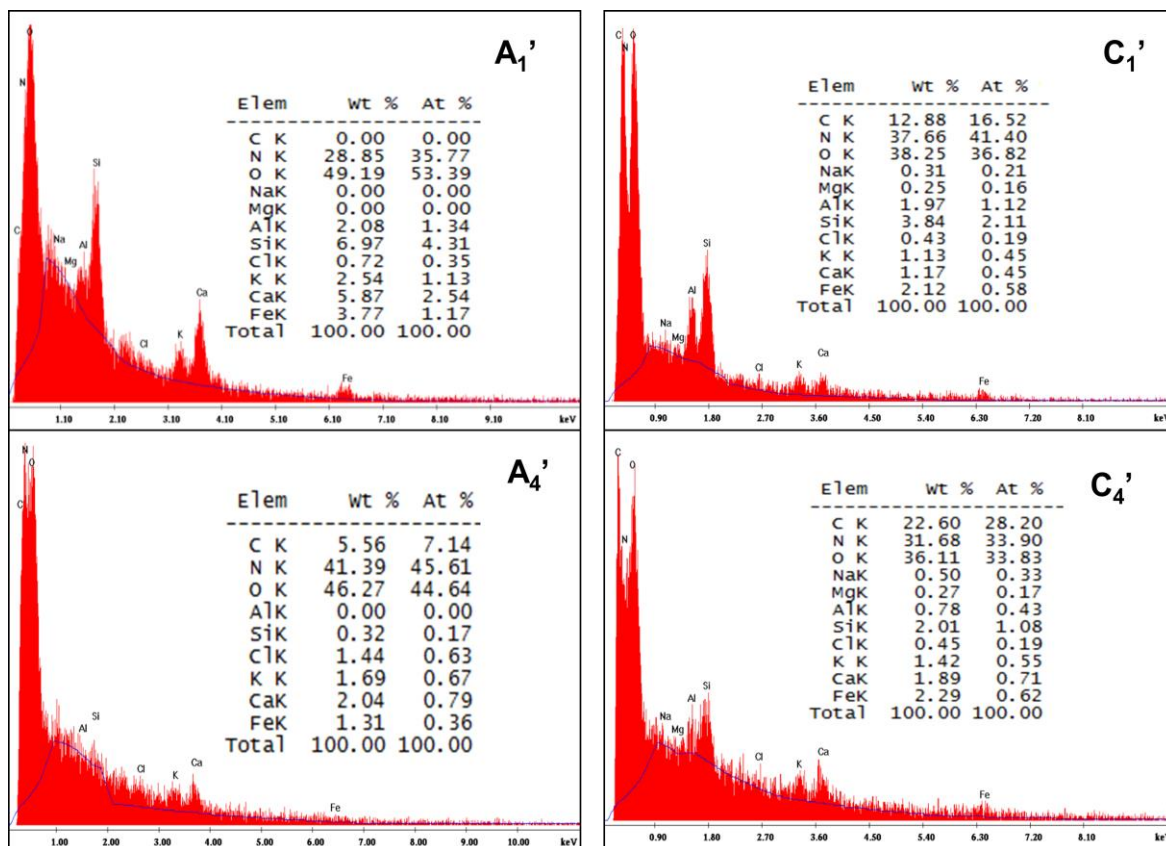 A1’
O
N
Si
C
Na
Al
Mg
Cl
K
Ca
Fe
Elem Wt % At %
C K 0.00 0.00
N K 28.85 35.77
O K 49.19 53.39
NaK 0.00 0.00
MgK 0.00 0.00
AlK 2.08 1.34
SiK 6.97 4.31
ClK 0.72 0.35
K K 2.54 1.13
CaK 5.87 2.54
FeK 3.77 1.17
Total 100.00 100.00
1.10 2.10 3.10 4.10 5.10 6.10 7.10 8.10 9.10 keV
C1’
C O
N
Si
Al
Na
Mg
Cl
K
Ca
Fe
Elem Wt % At %
C K 12.88 16.52
N K 37.66 41.40
O K 38.25 36.82
NaK 0.31 0.21
MgK 0.25 0.16
AlK 1.97 1.12
SiK 3.84 2.11
ClK 0.43 0.19
K K 1.13 0.45
CaK 1.17 0.45
FeK 2.12 0.58
Total 100.00 100.00
0.90 1.80 2.70 3.60 4.50 5.40 6.30 7.20 8.10 keV
A4’
N
O
C
Al
Si
Cl
K
Ca
Fe
Elem Wt % At %
C K 5.56 7.14
N K 41.39 45.61
O K 46.27 44.64
AlK 0.00 0.00
SiK 0.32 0.17
ClK 1.44 0.63
K K 1.69 0.67
CaK 2.04 0.79
FeK 1.31 0.36
Total 100.00 100.00
1.00 2.00 3.00 4.00 5.00 6.00 7.00 8.00 9.00 10.00 keV
C4’
C
O
N
Na
Mg
Al
Si
Cl
K
Ca
Fe
Elem Wt % At %
C K 22.60 28.20
N K 31.68 33.90
O K 36.11 33.83
NaK 0.50 0.33
MgK 0.27 0.17
AlK 0.78 0.43
SiK 2.01 1.08
ClK 0.45 0.19
K K 1.42 0.55
CaK 1.89 0.71
FeK 2.29 0.62
Total 100.00 100.00
0.90 1.80 2.70 3.60 4.50 5.40 6.30 7.20 8.10 keV